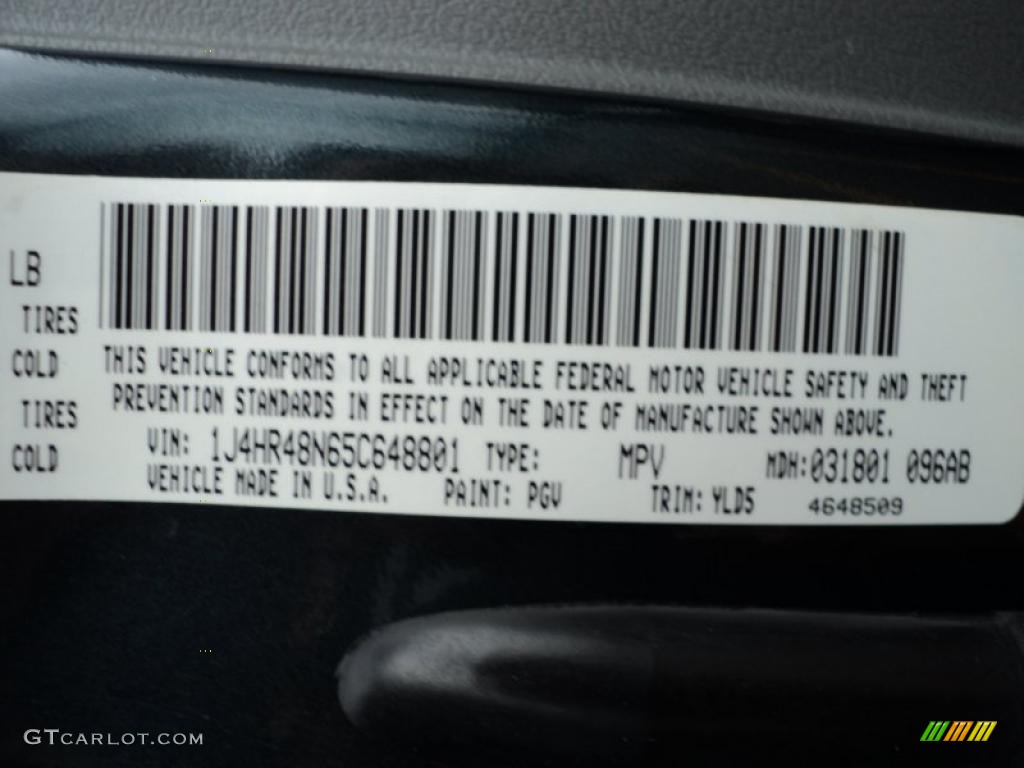 LB
TIRES
COLD THIS VEHICLE CONFORMS TO ALL APPLICABLE FEDERAL MOTOR VEHICLE SAFETY AND THEFT
TIRES PREVENTION STANDARDS IN EFFECT ON THE DATE OF MANUFACTURE SHOWN ABOVE.
COLD VIN: 1J4HR48N65C648801 TYPE: MPV MDH:031801 096AB
VEHICLE MADE IN U.S.A. PAINT: PGV TRIM: YLD5 4648509
GTCARLOT.COM